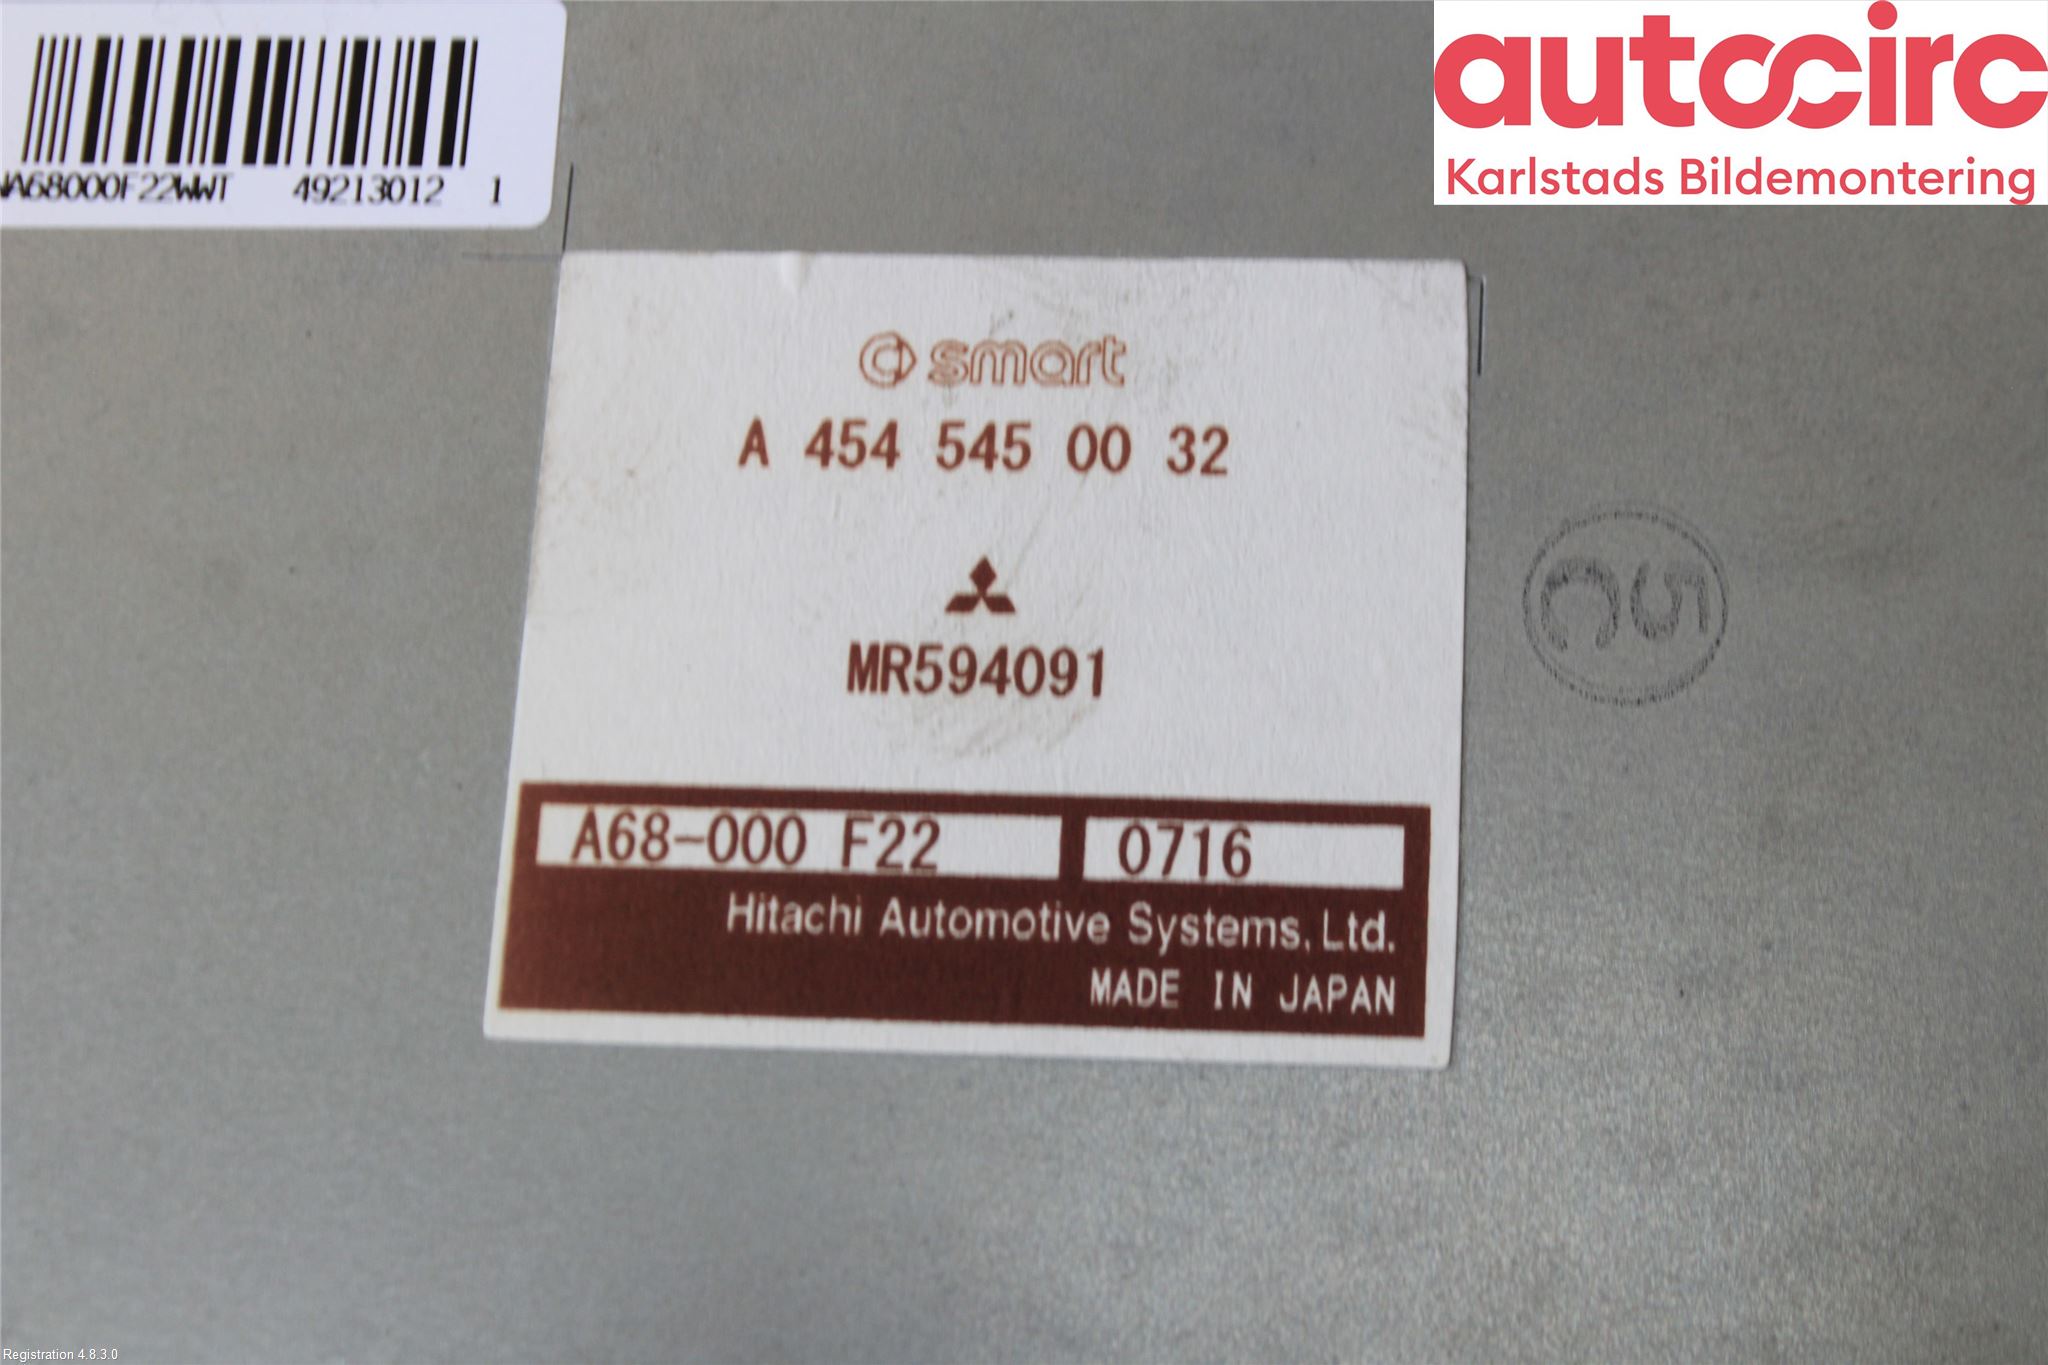 autocirc
Karlstads Bildemontering
A68000F22WWT 49213012 1
smart
A 454 545 00 32
MR594091
A68-000 F22 0716
Hitachi Automotive Systems, Ltd.
MADE IN JAPAN
5C
Registration 4.8.3.0